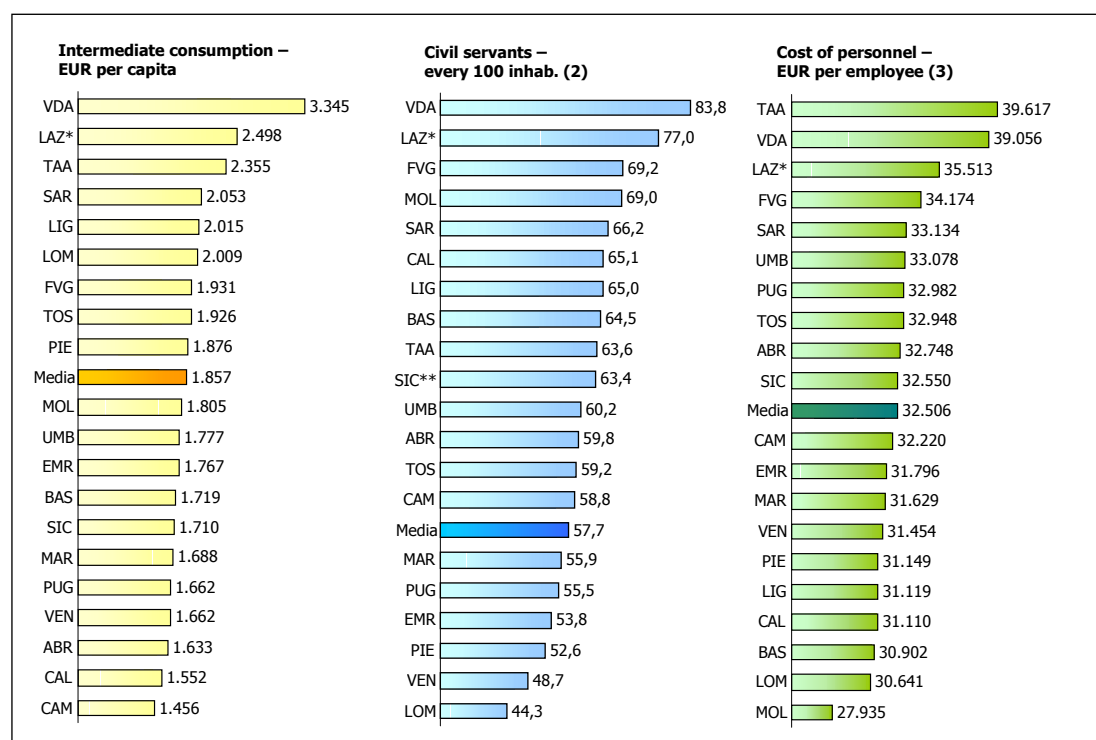 Intermediate consumption –
EUR per capita
VDA 3.345
LAZ* 2.498
TAA 2.355
SAR 2.053
LIG 2.015
LOM 2.009
FVG 1.931
TOS 1.926
PIE 1.876
Media 1.857
MOL 1.805
UMB 1.777
EMR 1.767
BAS 1.719
SIC 1.710
MAR 1.688
PUG 1.662
VEN 1.662
ABR 1.633
CAL 1.552
CAM 1.456
Civil servants –
every 100 inhab. (2)
VDA 83,8
LAZ* 77,0
FVG 69,2
MOL 69,0
SAR 66,2
CAL 65,1
LIG 65,0
BAS 64,5
TAA 63,6
SIC** 63,4
UMB 60,2
ABR 59,8
TOS 59,2
CAM 58,8
Media 57,7
MAR 55,9
PUG 55,5
EMR 53,8
PIE 52,6
VEN 48,7
LOM 44,3
Cost of personnel –
EUR per employee (3)
TAA 39.617
VDA 39.056
LAZ* 35.513
FVG 34.174
SAR 33.134
UMB 33.078
PUG 32.982
TOS 32.948
ABR 32.748
SIC 32.550
Media 32.506
CAM 32.220
EMR 31.796
MAR 31.629
VEN 31.454
PIE 31.149
LIG 31.119
CAL 31.110
BAS 30.902
LOM 30.641
MOL 27.935